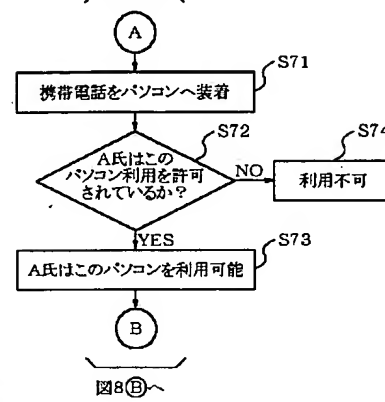 A
S71
携帯電話をパソコンへ装着
S72
S74
A氏はこの
パソコン利用を許可
されているか？
NO
利用不可
YES
S73
A氏はこのパソコンを利用可能
B
図8Ⓑへ